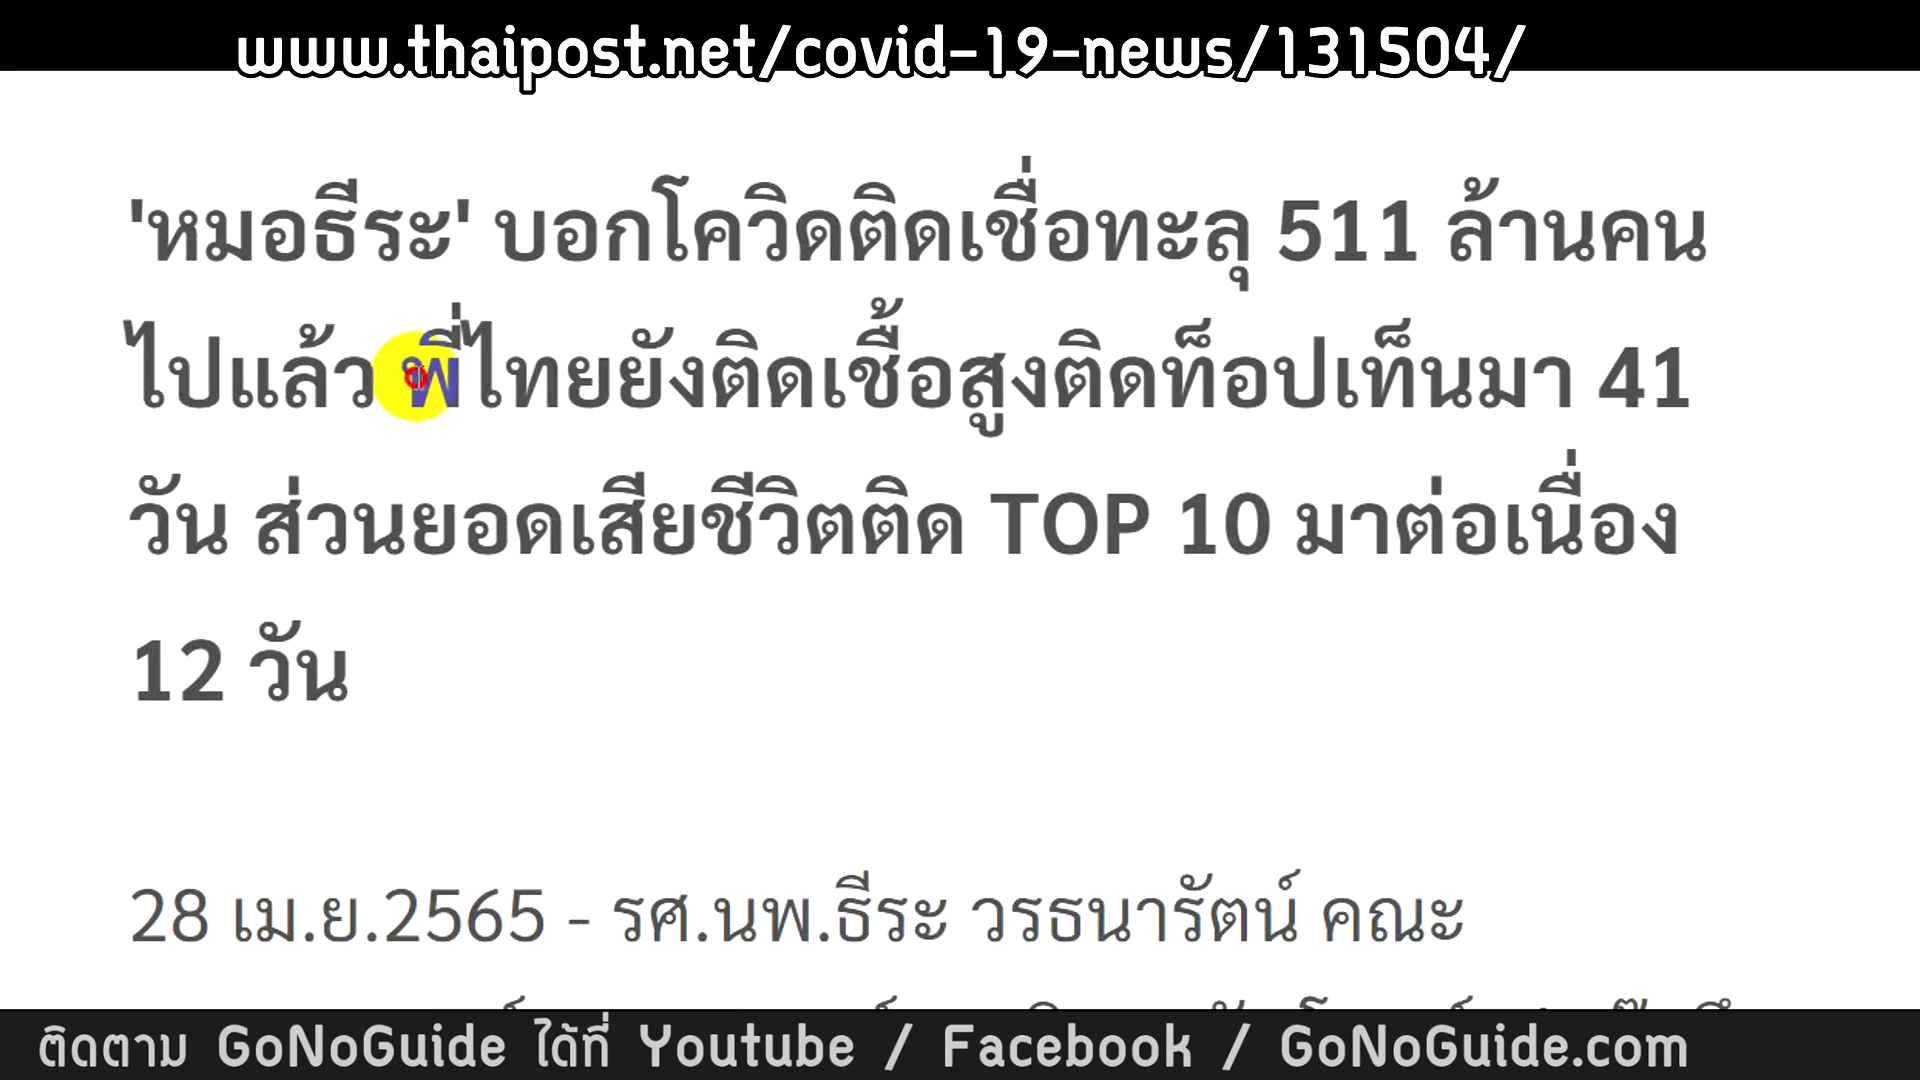 www.thaipost.net/covid-19-news/131504/
'หมอธีระ' บอกโควิดติดเชื่อทะลุ 511 ล้านคน
ไปแล้ว พี่ไทยยังติดเชื้อสูงติดท็อปเท็นมา 41
วัน ส่วนยอดเสียชีวิตติด TOP 10 มาต่อเนื่อง
12 วัน
28 เม.ย.2565 - รศ.นพ.ธีระ วรธนารัตน์ คณะ
ติดตาม GoNoGuide ได้ที่ Youtube / Facebook / GoNoGuide.com